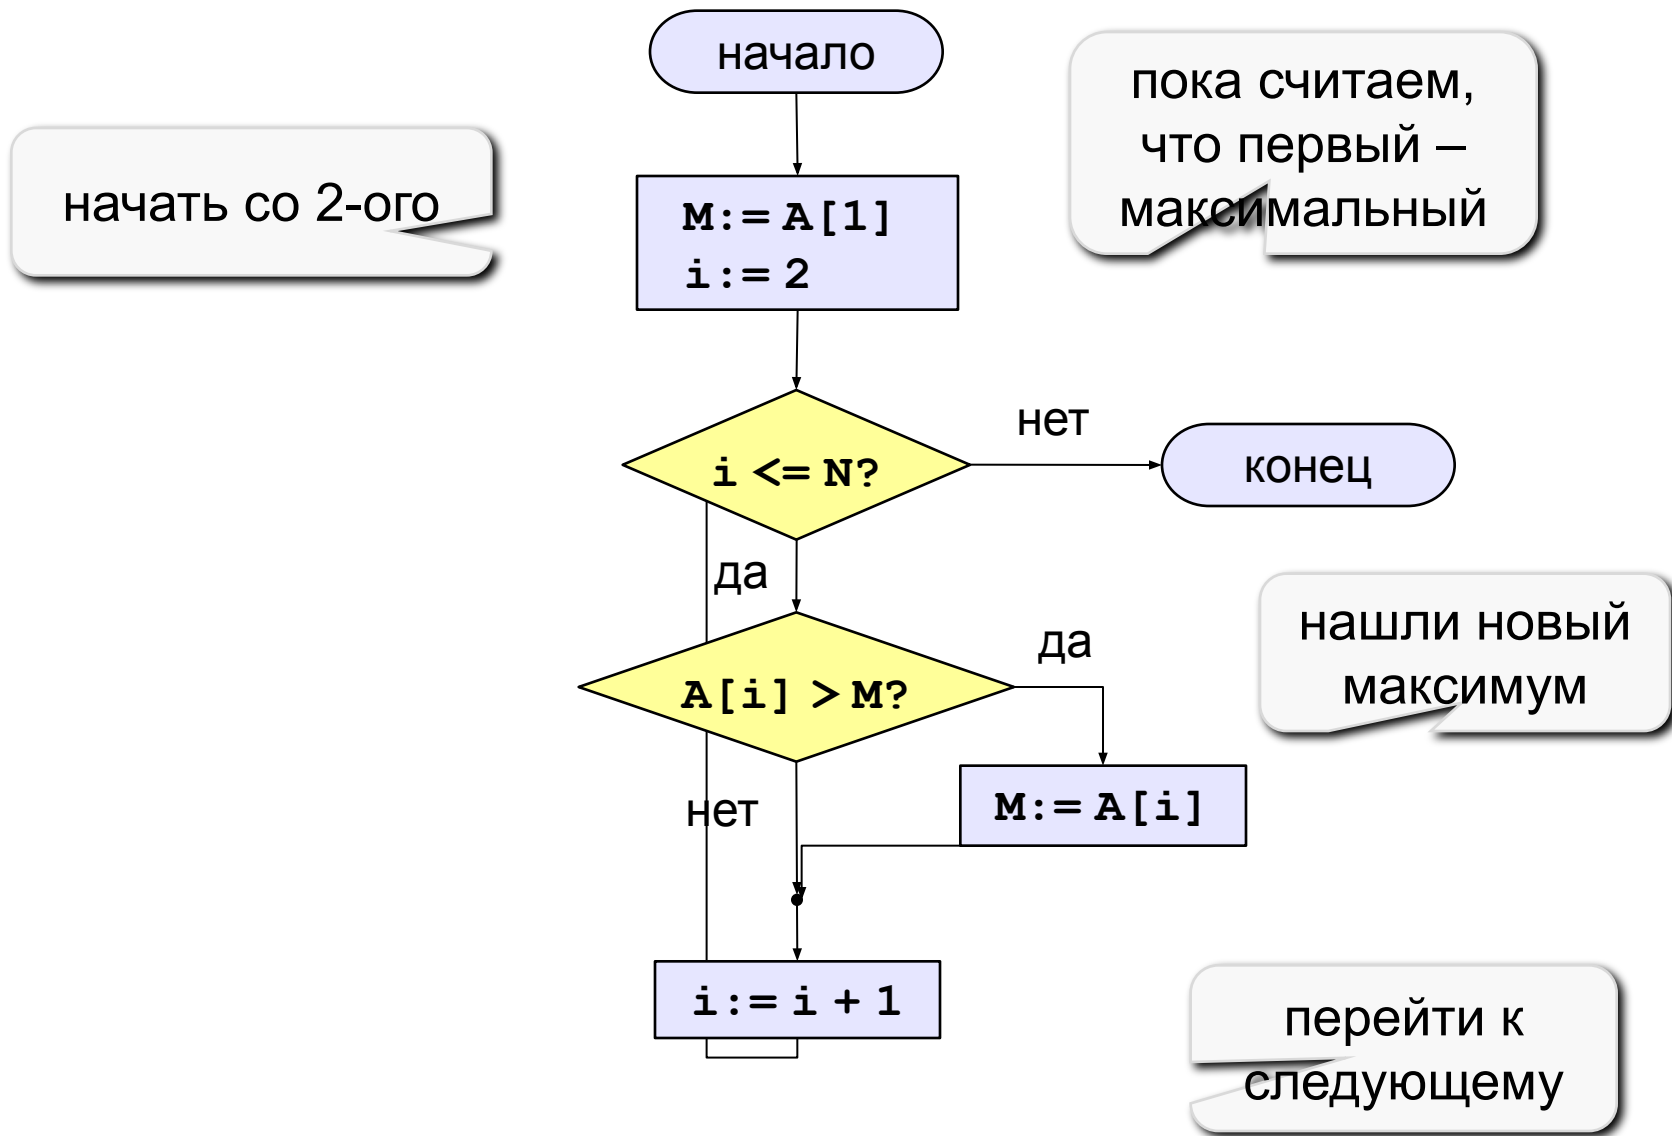 начало
пока считаем,
что первый –
максимальный
начать со 2-ого
M:= A[1]
i:= 2
i <= N?
нет
конец
да
A[i] > M?
да
нашли новый
максимум
нет
M:= A[i]
i:= i + 1
перейти к
следующему